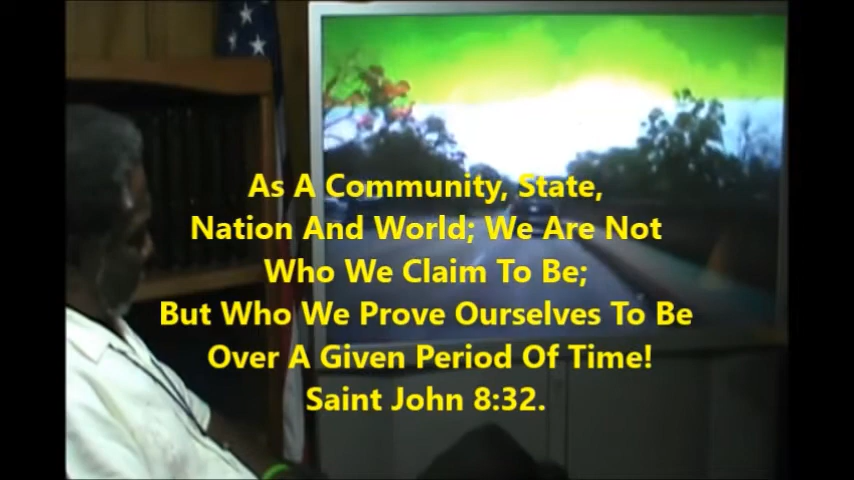 As A Community, State,
Nation And World; We Are Not
Who We Claim To Be;
But Who We Prove Ourselves To Be
Over A Given Period Of Time!
Saint John 8:32.